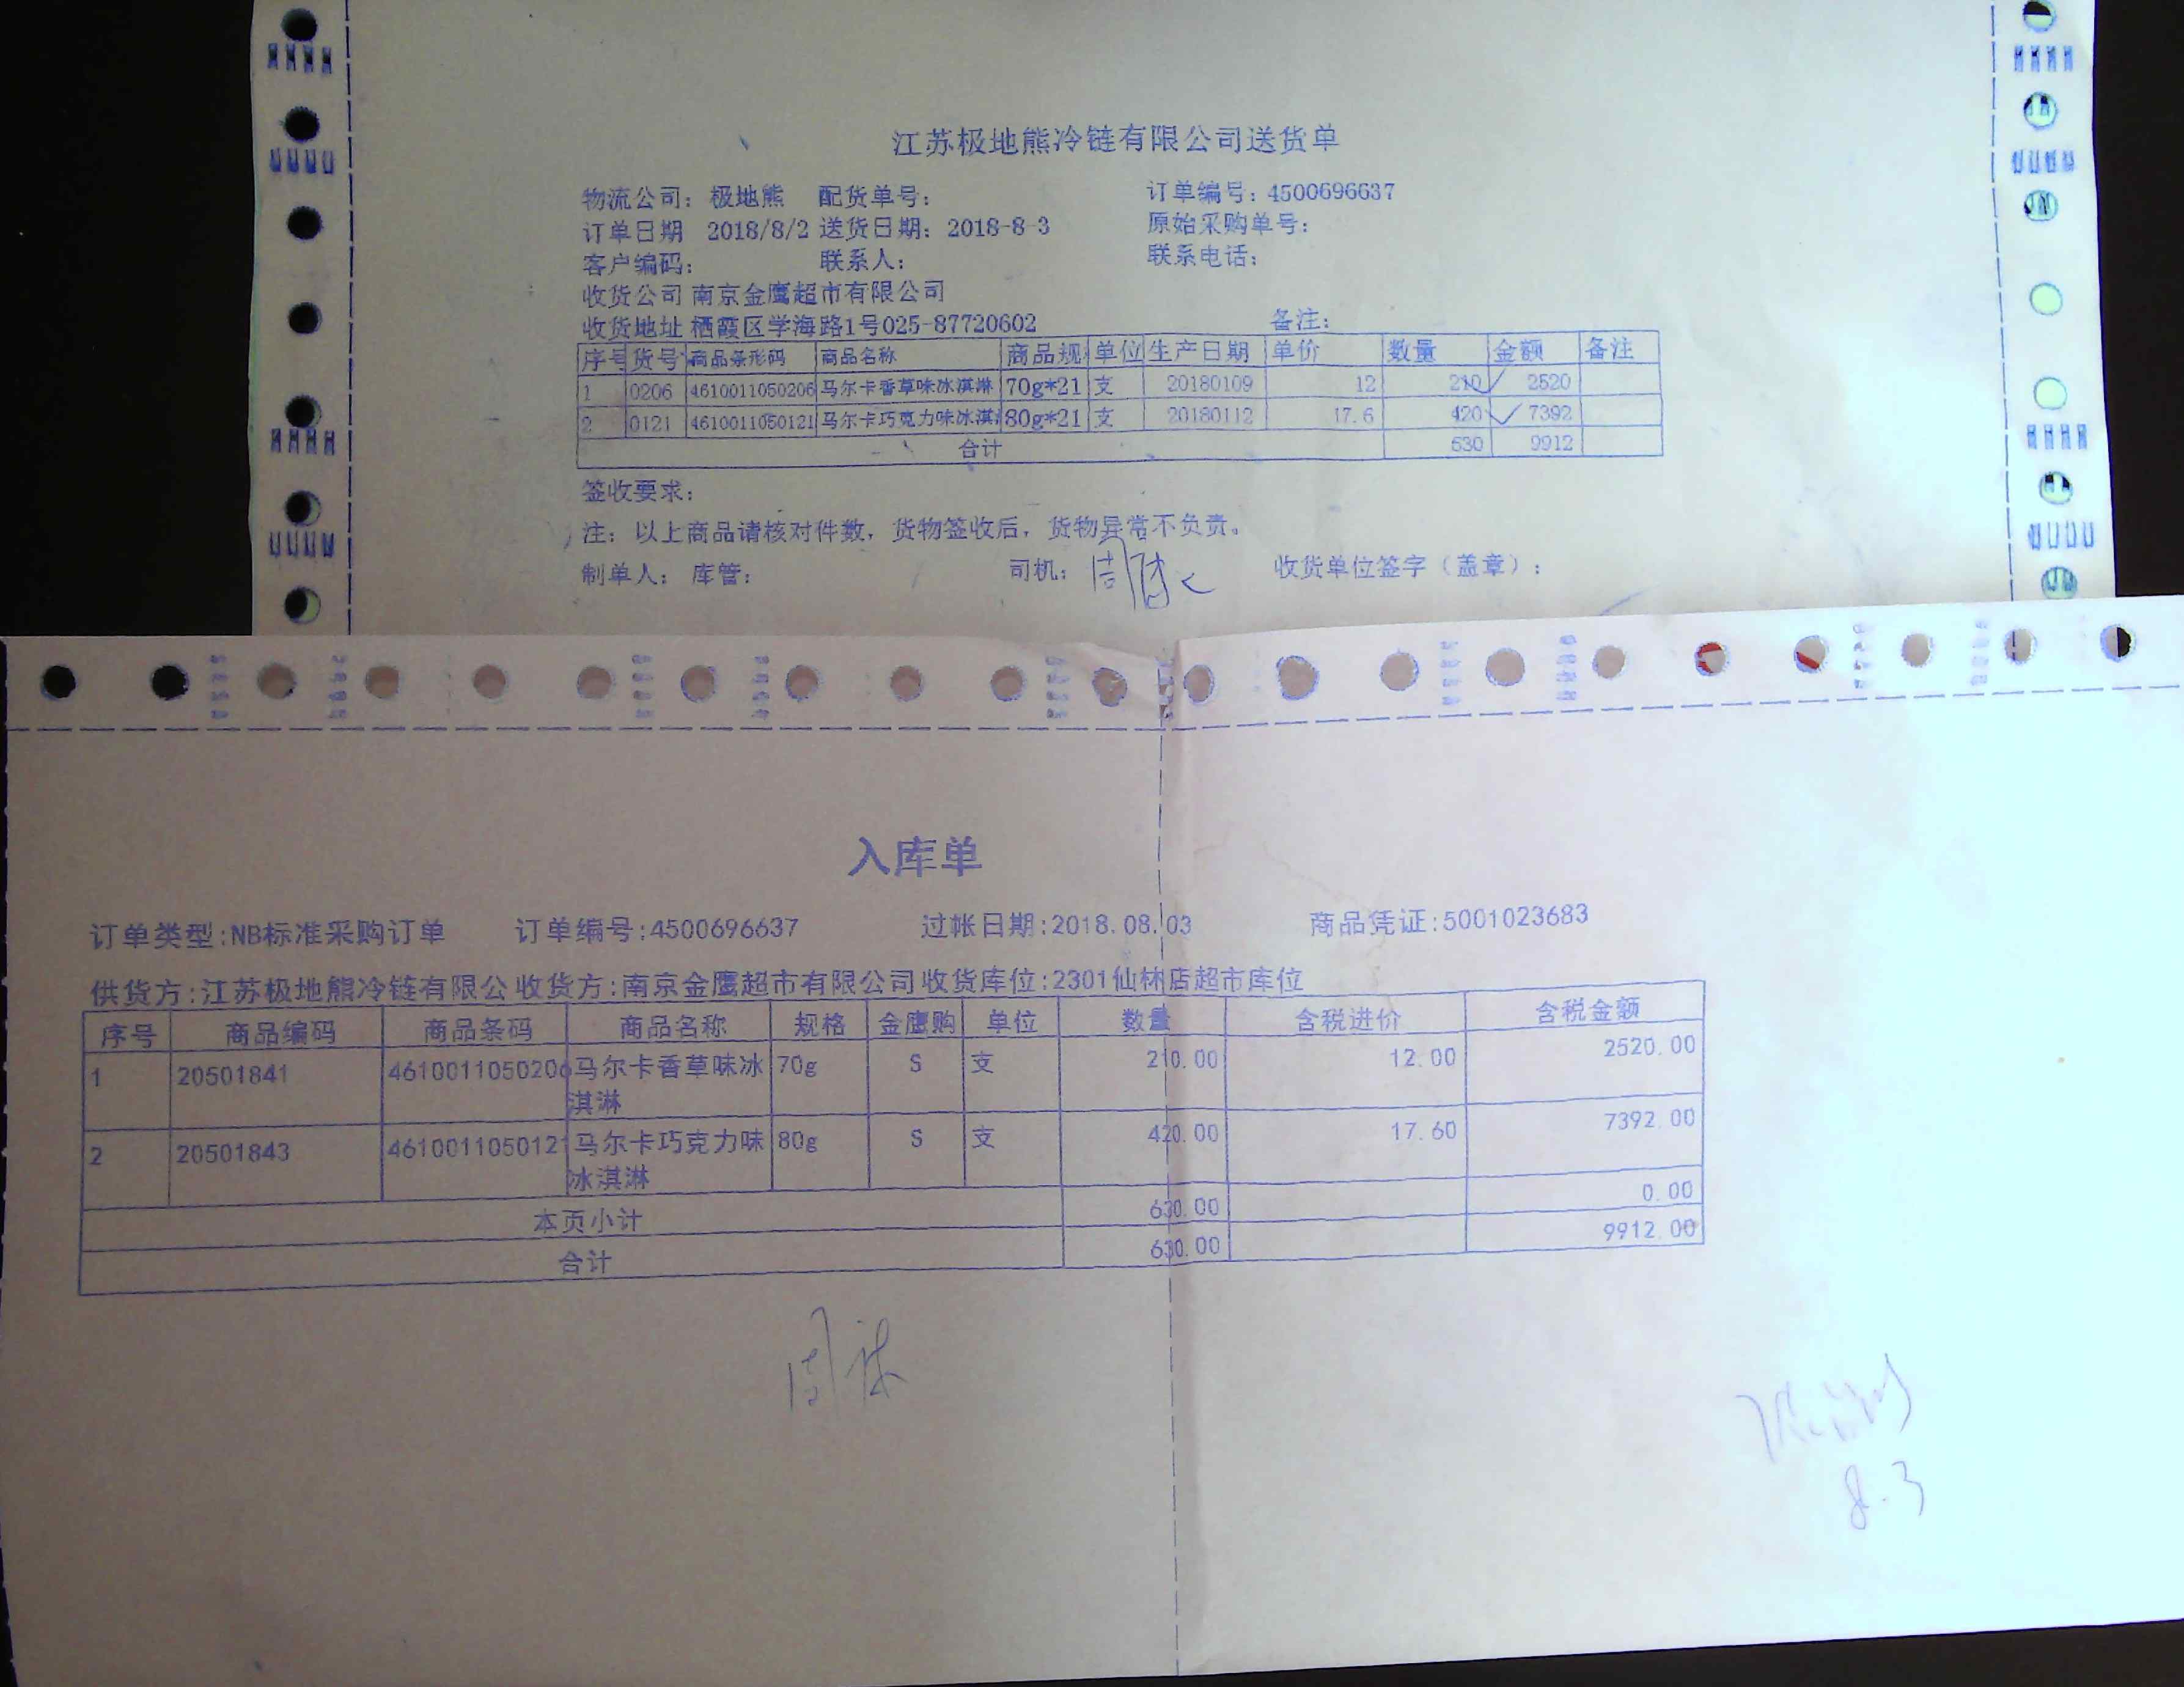 江苏极地熊冷链有限公司送货单
物流公司：极地熊 配货单号： 订单编号：4500696637
订单日期 2018/8/2 送货日期：2018-8-3 原始采购单号：
客户编码： 联系人： 联系电话：
收货公司 南京金鹰超市有限公司
收货地址 栖霞区学海路1号025-87720602 备注：
序号 货号 商品条形码 商品名称 商品规 单位 生产日期 单价 数量 金额 备注
1 0206 4610011050206 马尔卡香草味冰淇淋 70g*21 支 20180109 12 210 2520
2 0121 4610011050121 马尔卡巧克力味冰淇 80g*21 支 20180112 17.6 420 7392
合计 630 9912
签收要求：
注：以上商品请核对件数，货物签收后，货物异常不负责。
制单人： 库管： 司机： 收货单位签字（盖章）：
入库单
订单类型:NB标准采购订单 订单编号:4500696637 过帐日期:2018.08.03 商品凭证:5001023683
供货方:江苏极地熊冷链有限公 收货方:南京金鹰超市有限公司 收货库位:2301仙林店超市库位
序号 商品编码 商品条码 商品名称 规格 金鹰购 单位 数量 含税进价 含税金额
1 20501841 4610011050206 马尔卡香草味冰 70g S 支 210.00 12.00 2520.00
淇淋
2 20501843 4610011050121 马尔卡巧克力味 80g S 支 420.00 17.60 7392.00
冰淇淋
本页小计 630.00 0.00
合计 630.00 9912.00
8.3